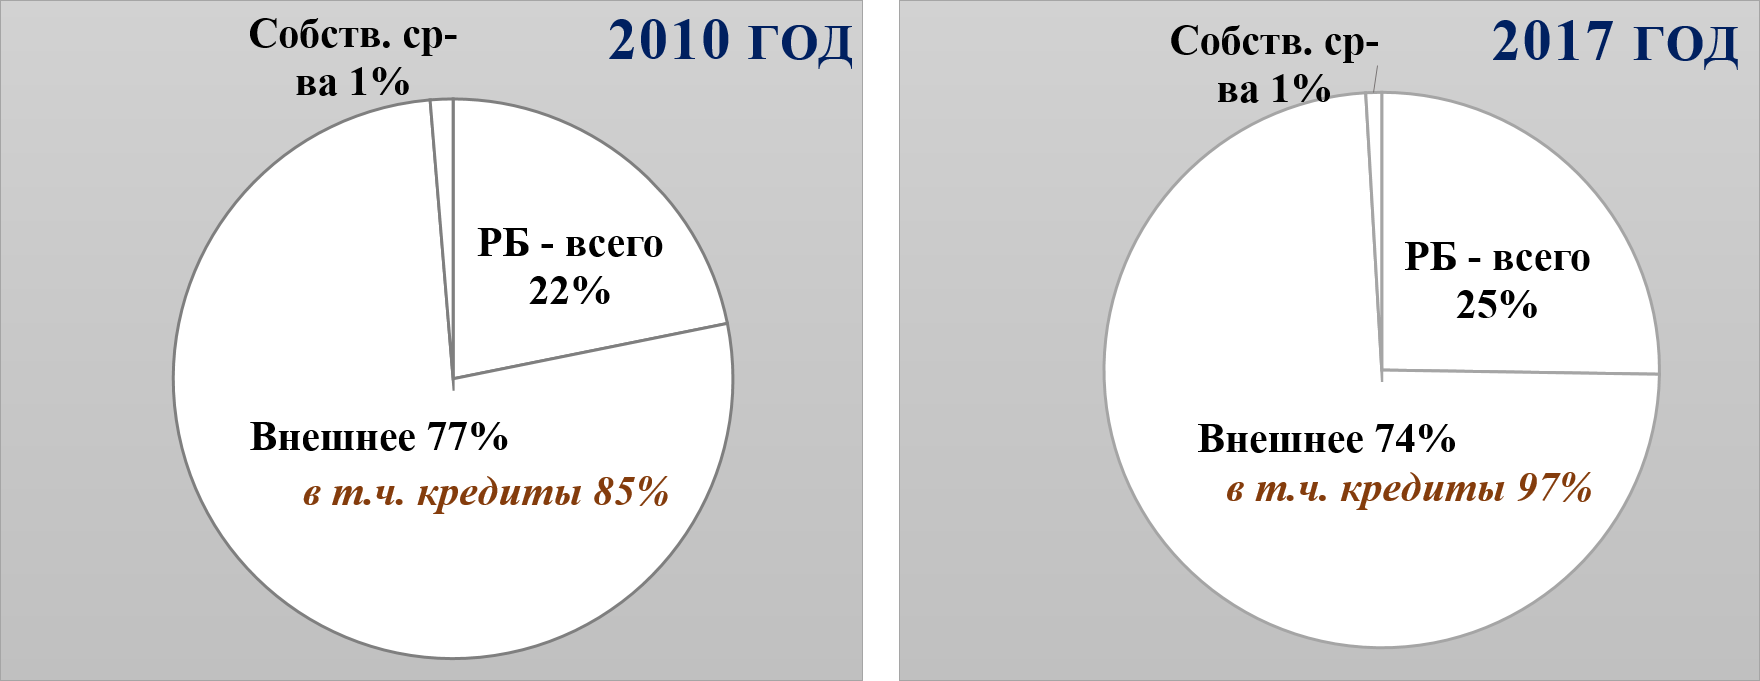 2010 ГОД
Собств. ср-
ва 1%
РБ - всего
22%
Внешнее 77%
в т.ч. кредиты 85%
2017 ГОД
Собств. ср-
ва 1%
РБ - всего
25%
Внешнее 74%
в т.ч. кредиты 97%